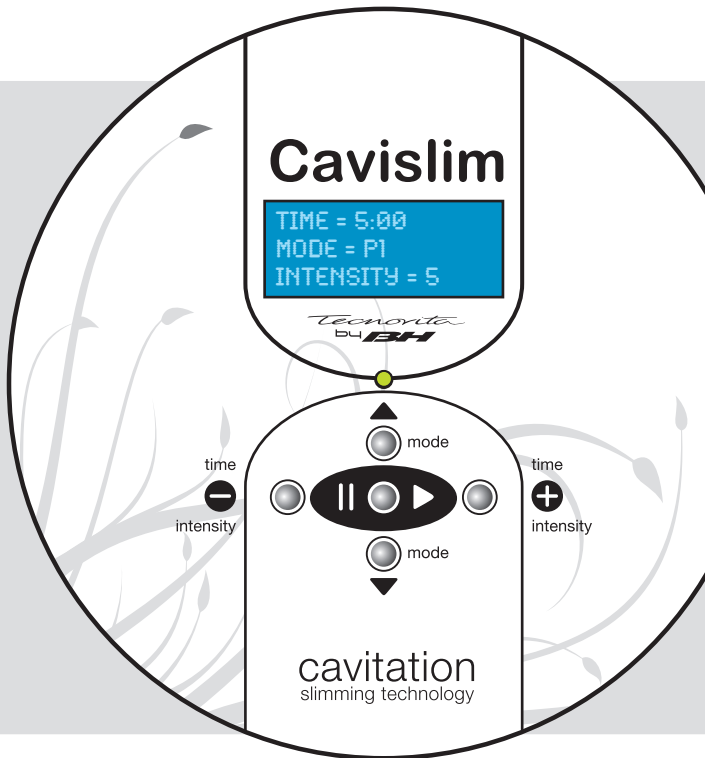 Cavislim
TIME = 5:00
MODE = P1
INTENSITY = 5
Tecnovita
by BH
mode
time
intensity
time
intensity
mode
cavitation
slimming technology